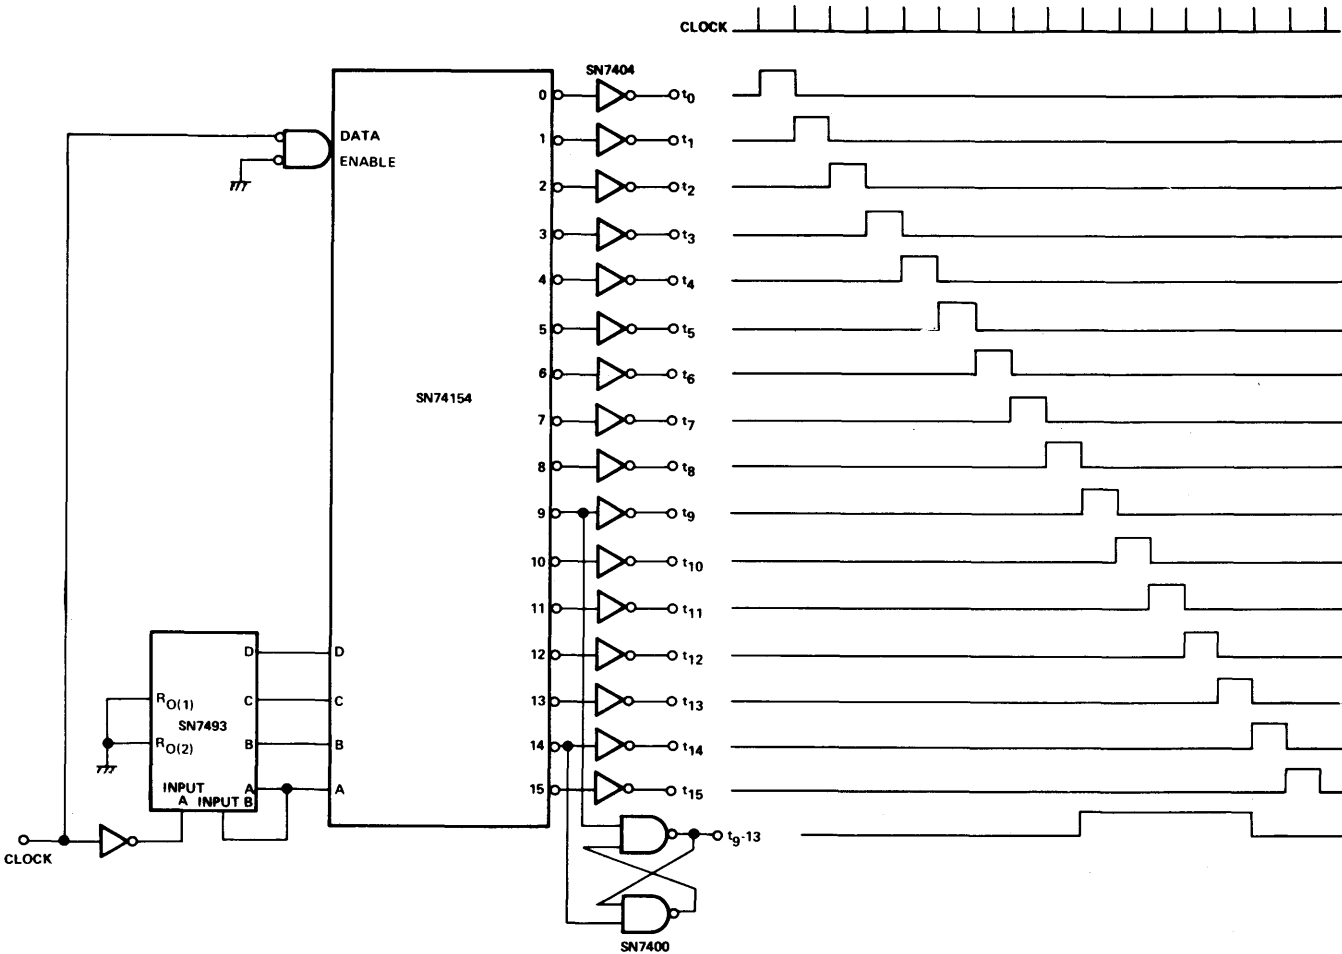 CLOCK
SN7404
0 t0
DATA
1 t1
ENABLE
2 t2
3 t3
4 t4
5 t5
6 t6
SN74154
7 t7
8 t8
9 t9
10 t10
11 t11
12 t12
D D
13 t13
RO(1) C C
SN7493
RO(2) B B
14 t14
INPUT A INPUT B A A
15 t15
t9-13
CLOCK
SN7400